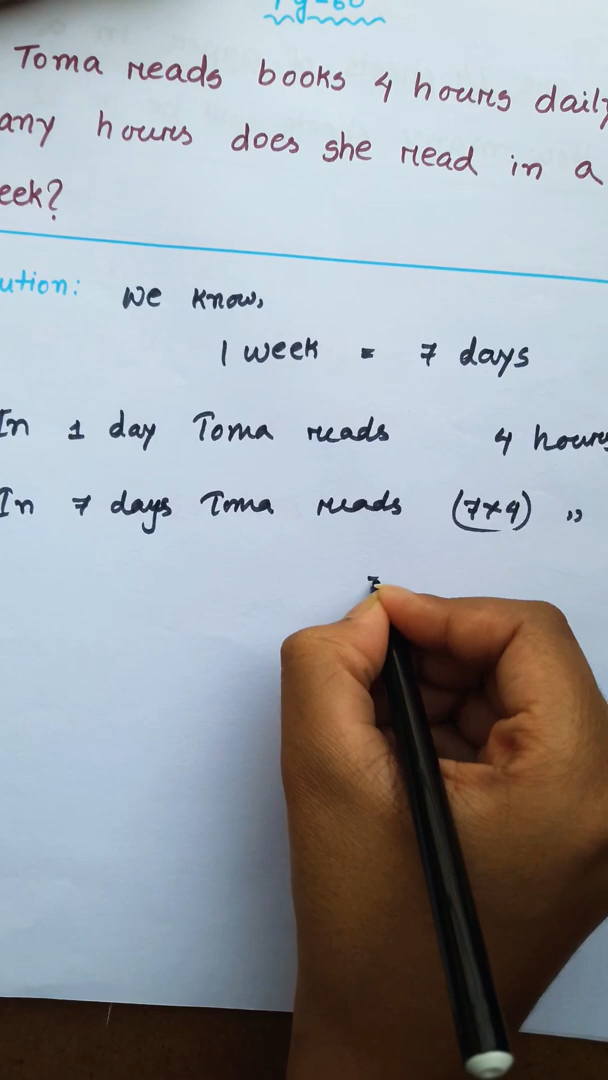 Toma reads books 4 hours daily
any hours does she read in a
eek?
ution: We know,
1 week = 7 days
In 1 day Toma reads 4 hours
In 7 days Toma reads (7×4) "
=